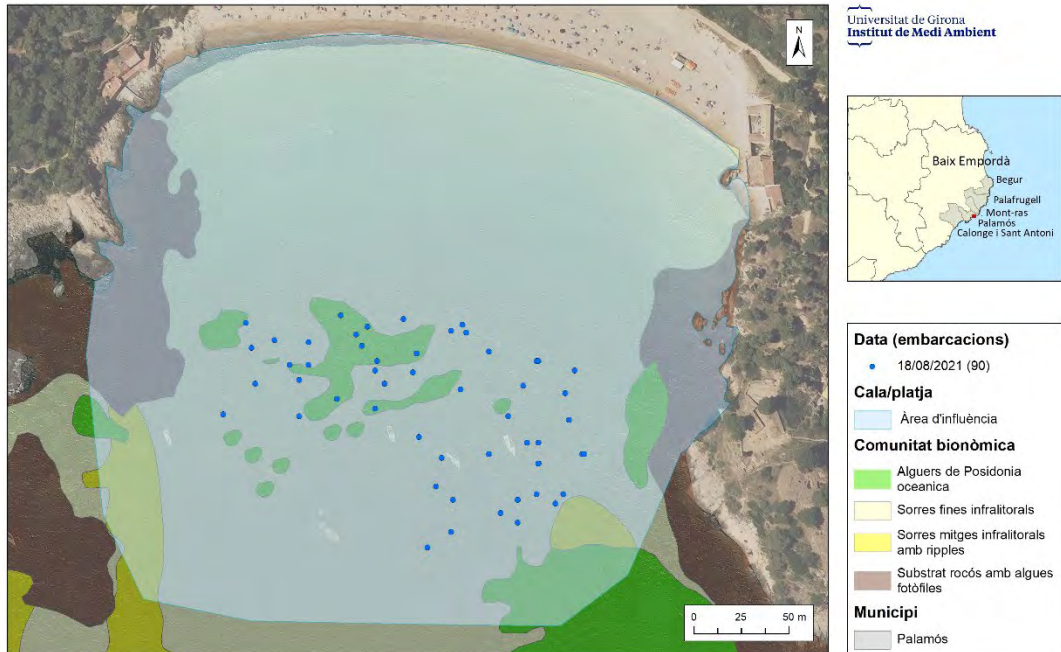 N
0 25 50 m
Universitat de Girona
Institut de Medi Ambient
Baix Empordà
Begur
Palafrugell
Mont-ras
Palamós
Calonge i Sant Antoni
Data (embarcacions)
18/08/2021 (90)
Cala/platja
Àrea d'influència
Comunitat bionòmica
Alguers de Posidonia
oceanica
Sorres fines infralitorals
Sorres mitges infralitorals
amb ripples
Substrat rocós amb algues
fotòfiles
Municipi
Palamós